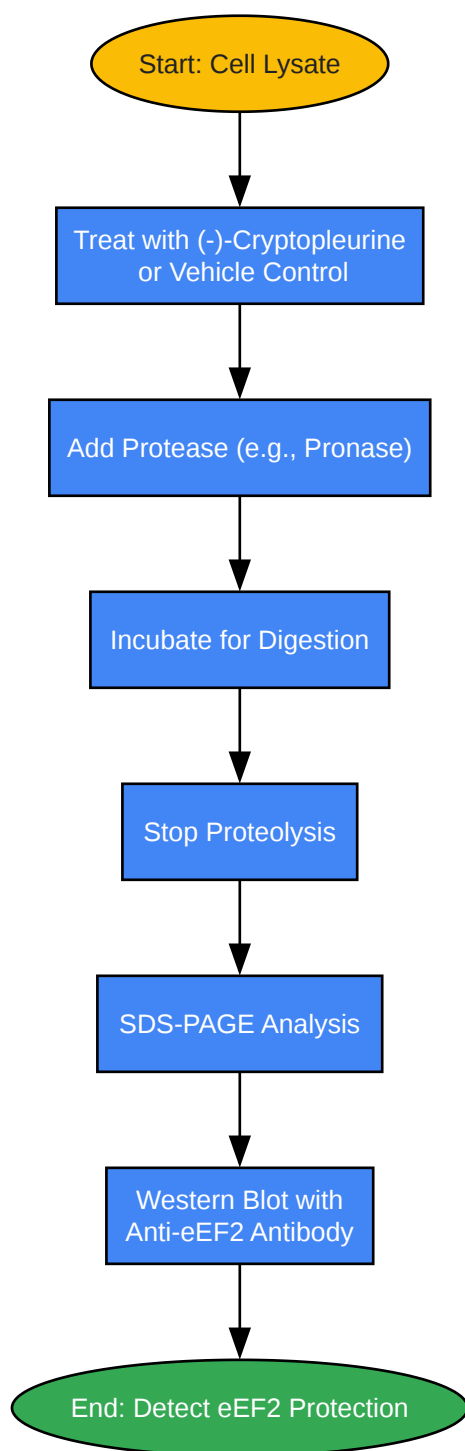 Start: Cell Lysate
Treat with (-)-Cryptopleurine
or Vehicle Control
Add Protease (e.g., Pronase)
Incubate for Digestion
Stop Proteolysis
SDS-PAGE Analysis
Western Blot with
Anti-eEF2 Antibody
End: Detect eEF2 Protection